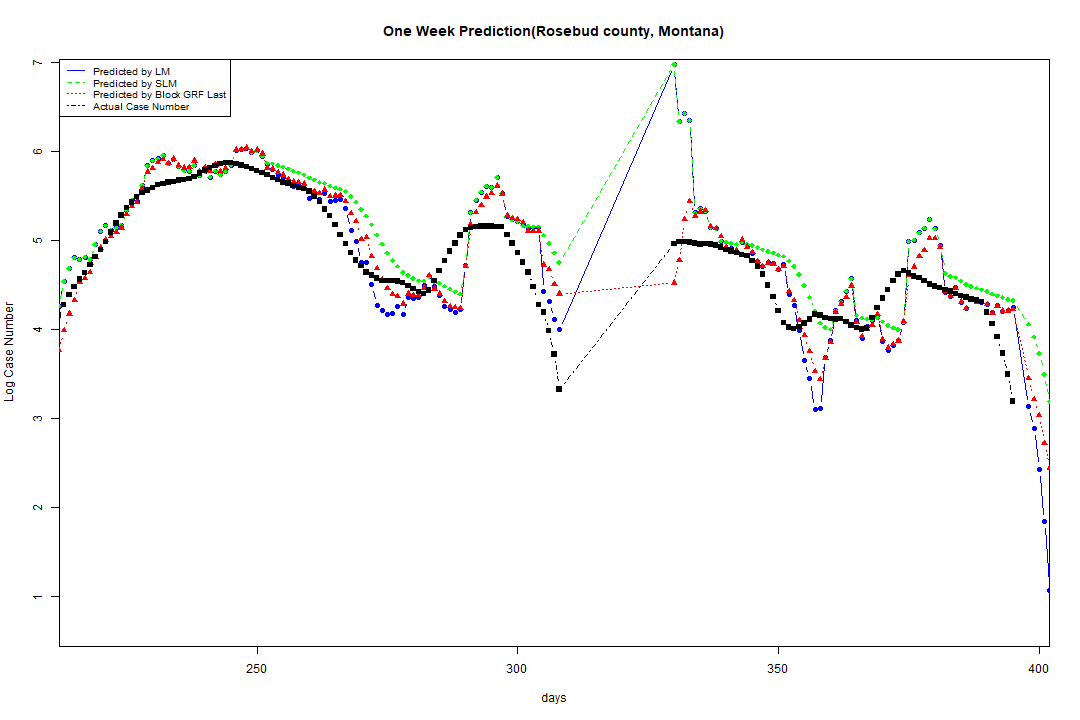 One Week Prediction(Rosebud county, Montana)
Predicted by LM
Predicted by SLM
Predicted by Block GRF Last
Actual Case Number
7
6
5
4
3
2
1
Log Case Number
250 300 350 400
days